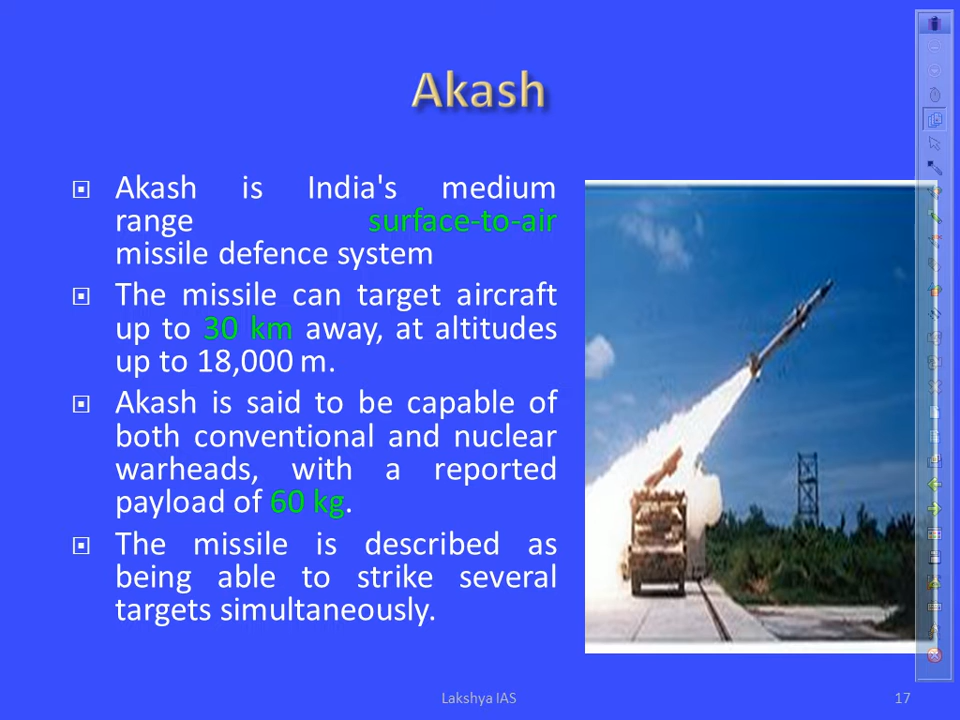 Akash
Akash is India's medium
range surface-to-air
missile defence system
The missile can target aircraft
up to 30 km away, at altitudes
up to 18,000 m.
Akash is said to be capable of
both conventional and nuclear
warheads, with a reported
payload of 60 kg.
The missile is described as
being able to strike several
targets simultaneously.
Lakshya IAS
17